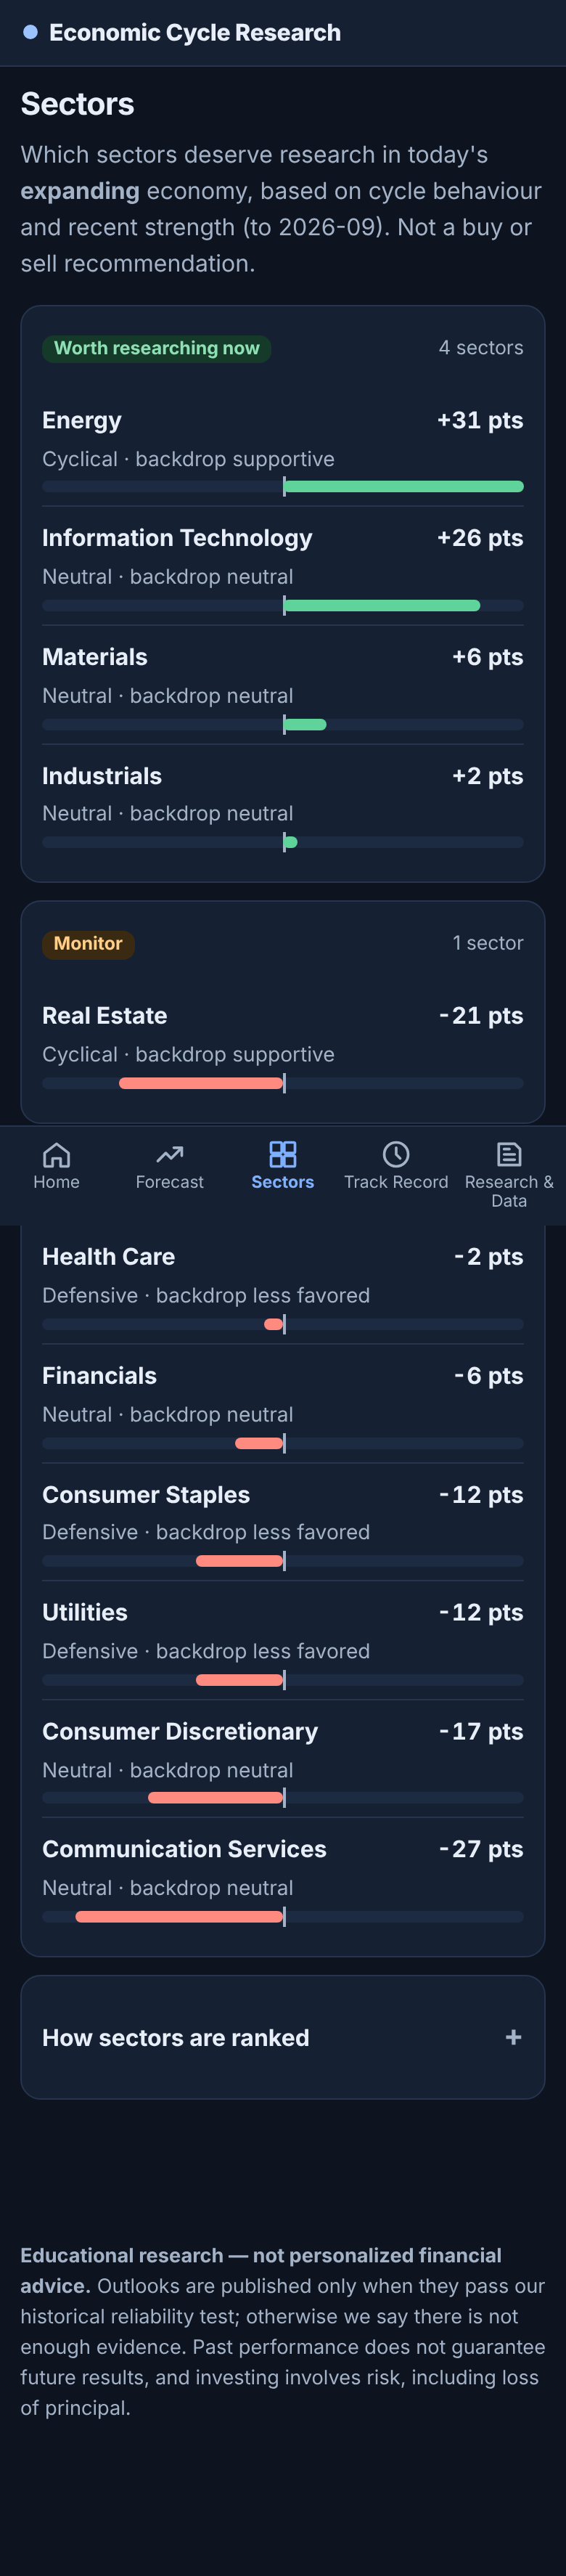 Economic Cycle Research
Sectors
Which sectors deserve research in today's
expanding economy, based on cycle behaviour
and recent strength (to 2026-09). Not a buy or
sell recommendation.
Worth researching now
4 sectors
Energy
+31 pts
Cyclical · backdrop supportive
Information Technology
+26 pts
Neutral · backdrop neutral
Materials
+6 pts
Neutral · backdrop neutral
Industrials
+2 pts
Neutral · backdrop neutral
Monitor
1 sector
Real Estate
-21 pts
Cyclical · backdrop supportive
Home
Forecast
Sectors
Track Record
Research &
Data
Health Care
-2 pts
Defensive · backdrop less favored
Financials
-6 pts
Neutral · backdrop neutral
Consumer Staples
-12 pts
Defensive · backdrop less favored
Utilities
-12 pts
Defensive · backdrop less favored
Consumer Discretionary
-17 pts
Neutral · backdrop neutral
Communication Services
-27 pts
Neutral · backdrop neutral
How sectors are ranked
+
Educational research — not personalized financial
advice. Outlooks are published only when they pass our
historical reliability test; otherwise we say there is not
enough evidence. Past performance does not guarantee
future results, and investing involves risk, including loss
of principal.